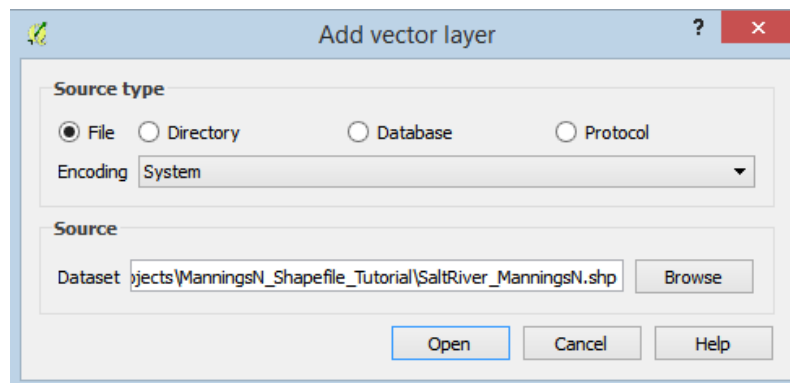 Add vector layer ?
Source type
File Directory Database Protocol
Encoding System
Source
Dataset jects\ManningsN_Shapefile_Tutorial\SaltRiver_ManningsN.shp Browse
Open Cancel Help